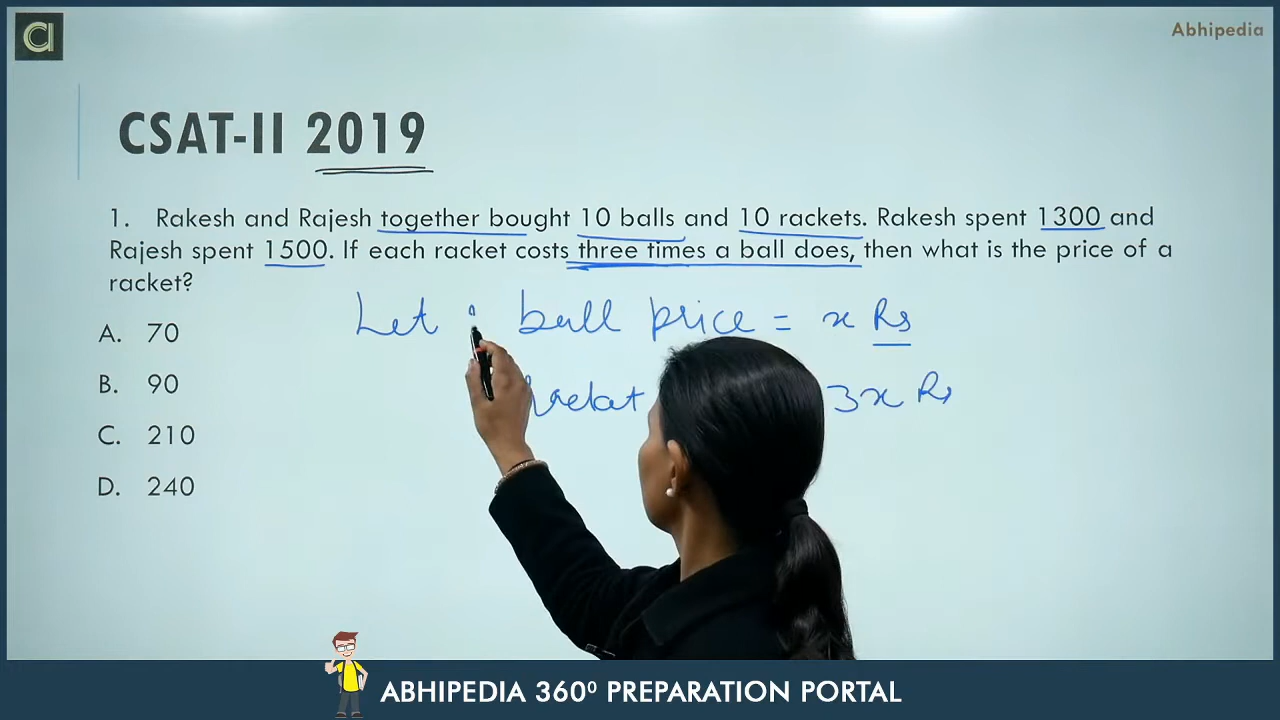 Abhipedia
CSAT-II 2019
1. Rakesh and Rajesh together bought 10 balls and 10 rackets. Rakesh spent 1300 and
Rajesh spent 1500. If each racket costs three times a ball does, then what is the price of a
racket?
Let : ball price = x Rs
3x Rs
A. 70
B. 90
C. 210
D. 240
ABHIPEDIA 360⁰ PREPARATION PORTAL